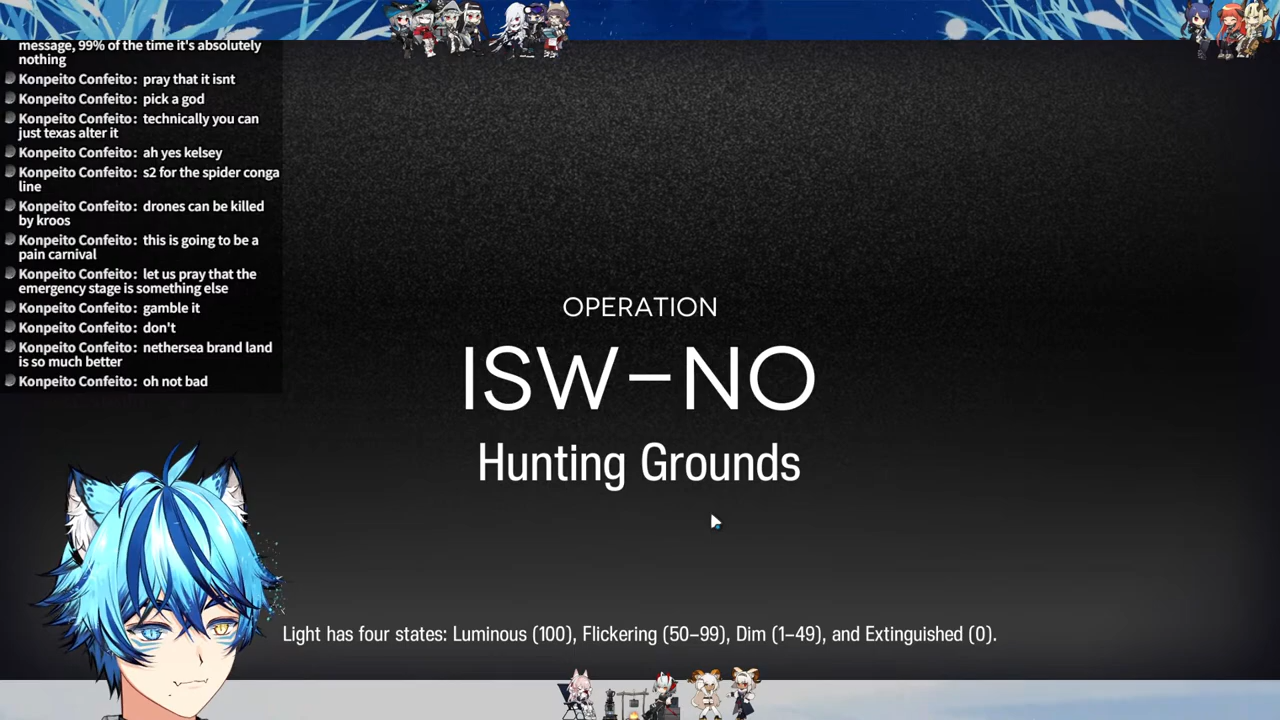 message, 99% of the time it's absolutely
nothing
Konpeito Confeito: pray that it isnt
Konpeito Confeito: pick a god
Konpeito Confeito: technically you can
just texas alter it
Konpeito Confeito: ah yes kelsey
Konpeito Confeito: s2 for the spider conga
line
Konpeito Confeito: drones can be killed
by kroos
Konpeito Confeito: this is going to be a
pain carnival
Konpeito Confeito: let us pray that the
emergency stage is something else
Konpeito Confeito: gamble it
Konpeito Confeito: don't
Konpeito Confeito: nethersea brand land
is so much better
Konpeito Confeito: oh not bad
OPERATION
ISW-NO
Hunting Grounds
Light has four states: Luminous (100), Flickering (50-99), Dim (1-49), and Extinguished (0).